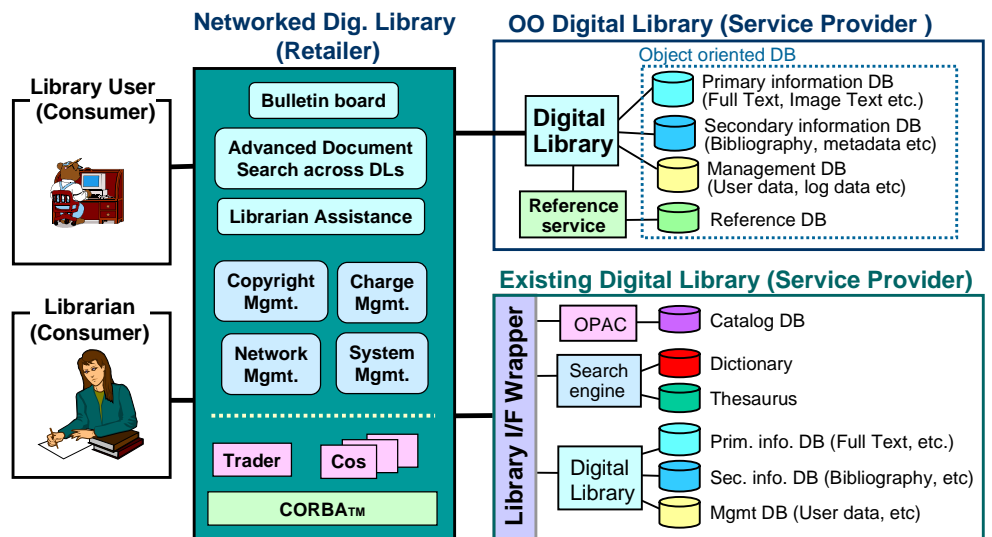 Networked Dig. Library
(Retailer)
OO Digital Library (Service Provider )
Library User
(Consumer)
Librarian
(Consumer)
Bulletin board
Advanced Document
Search across DLs
Librarian Assistance
Copyright
Mgmt.
Charge
Mgmt.
Network
Mgmt.
System
Mgmt.
Trader
Cos
CORBATM
Object oriented DB
Digital
Library
Primary information DB
(Full Text, Image Text etc.)
Secondary information DB
(Bibliography, metadata etc)
Management DB
(User data, log data etc)
Reference
service
Reference DB
Existing Digital Library (Service Provider)
Library I/F Wrapper
OPAC
Catalog DB
Search
engine
Dictionary
Thesaurus
Digital
Library
Prim. info. DB (Full Text, etc.)
Sec. info. DB (Bibliography, etc)
Mgmt DB (User data, etc)